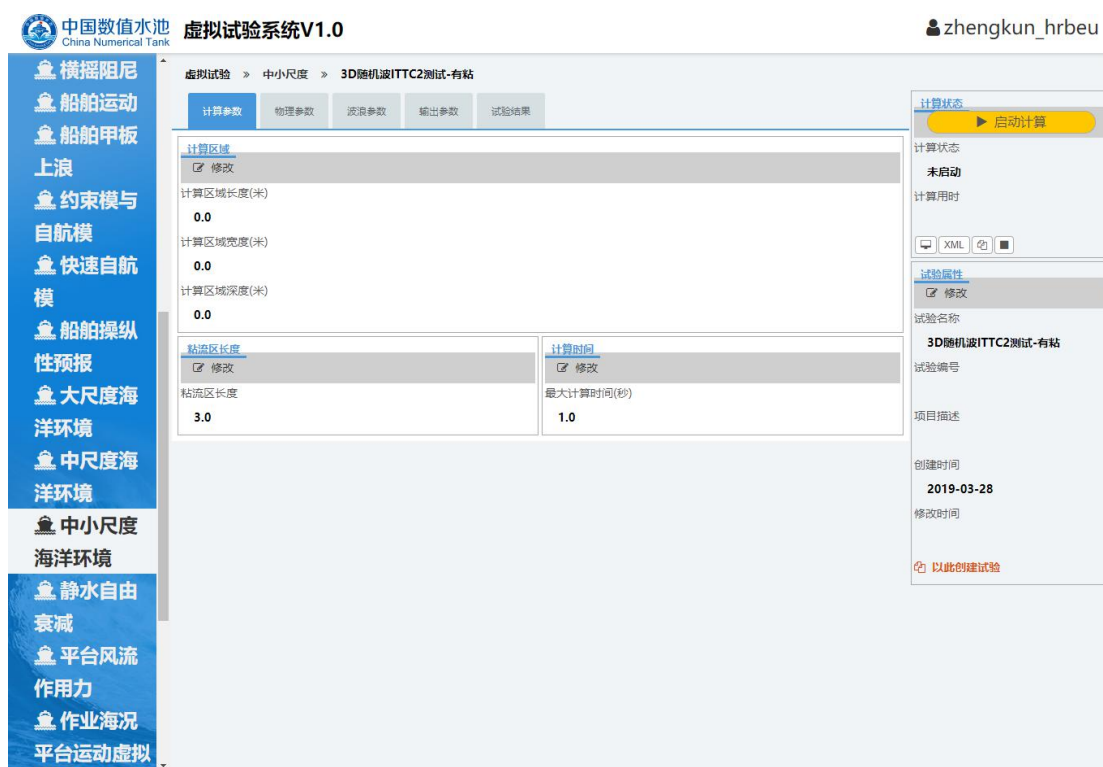 中国数值水池
China Numerical Tank
虚拟试验系统V1.0
zhengkun_hrbeu
横摇阻尼
船舶运动
船舶甲板
上浪
约束模与
自航模
快速自航
模
船舶操纵
性预报
大尺度海
洋环境
中尺度海
洋环境
中小尺度
海洋环境
静水自由
衰减
平台风流
作用力
作业海况
平台运动虚拟
虚拟试验 » 中小尺度 » 3D随机波ITTC2测试-有粘
计算参数 物理参数 波浪参数 输出参数 试验结果
计算区域
修改
计算区域长度(米)
0.0
计算区域宽度(米)
0.0
计算区域深度(米)
0.0
粘流区长度
修改
粘流区长度
3.0
计算时间
修改
最大计算时间(秒)
1.0
计算状态
启动计算
计算状态
未启动
计算用时
XML
试验属性
修改
试验名称
3D随机波ITTC2测试-有粘
试验编号
项目描述
创建时间
2019-03-28
修改时间
以此创建试验